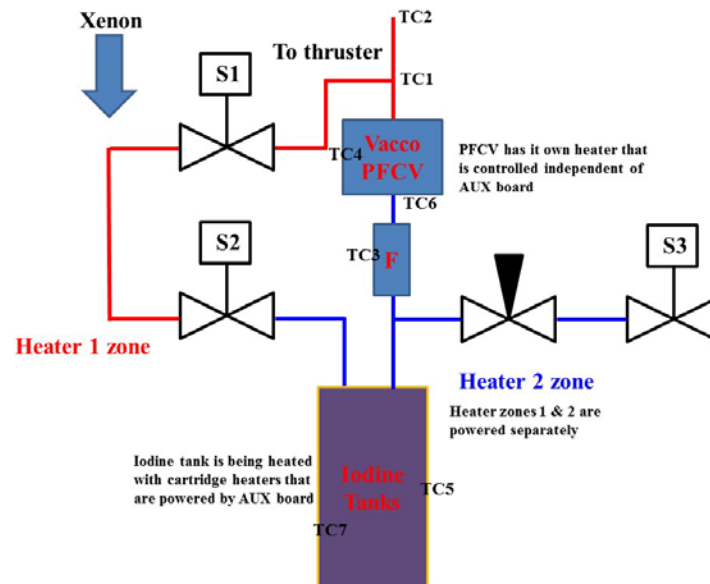 Xenon
TC2
To thruster
S1
TC1
TC4
Vacco
PFCV
PFCV has it own heater that
is controlled independent of
AUX board
TC6
S2
S3
TC3
F
Heater 1 zone
Heater 2 zone
Heater zones 1 & 2 are
powered separately
Iodine tank is being heated
with cartridge heaters that
are powered by AUX board
Iodine
Tanks
TC5
TC7